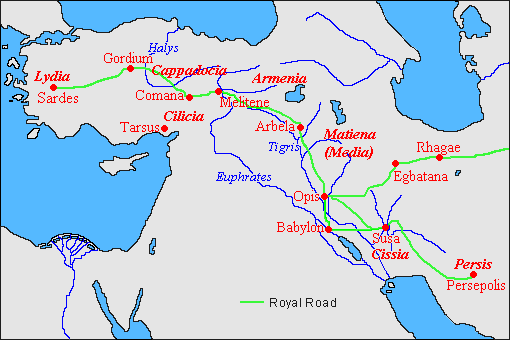 Halys
Gordium
Lydia
Sardes
Cappadocia
Armenia
Comana
Melitene
Cilicia
Tarsus
Arbela
Matiena
(Media)
Tigris
Rhagae
Egbatana
Euphrates
Opis
Babylon
Susa
Cissia
Persis
Persepolis
Royal Road